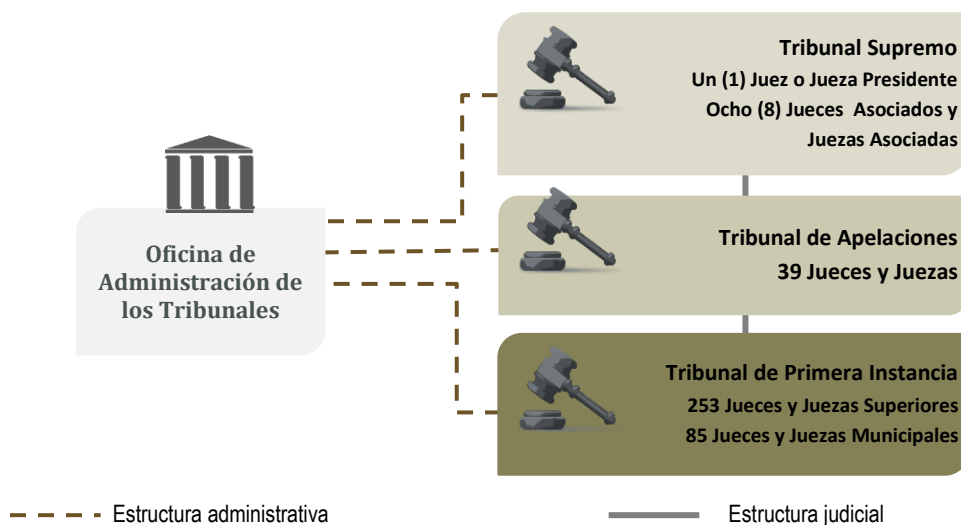 Oficina de
Administración de
los Tribunales
Tribunal Supremo
Un (1) Juez o Jueza Presidente
Ocho (8) Jueces Asociados y
Juezas Asociadas
Tribunal de Apelaciones
39 Jueces y Juezas
Tribunal de Primera Instancia
253 Jueces y Juezas Superiores
85 Jueces y Juezas Municipales
Estructura administrativa
Estructura judicial